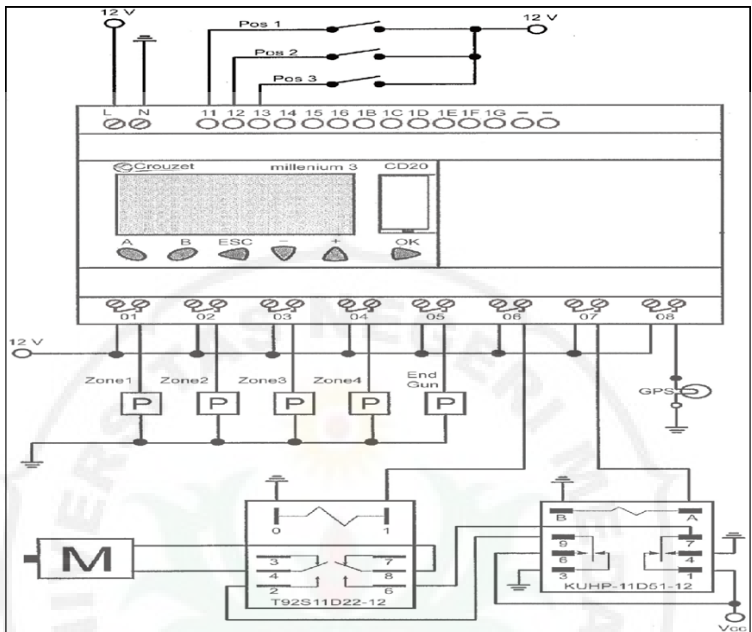 12 V
Pos 1
12 V
Pos 2
Pos 3
L N 11 12 13 14 15 16 1B 1C 1D 1E 1F 1G - -
Crouzet millenium 3 CD20
A B ESC - + OK
01 02 03 04 05 06 07 08
12 V
Zone1 Zone2 Zone3 Zone4 End Gun
P P P P P
GPS
0 1
B A
M
3 7
4 8
2 6
T92S11D22-12
9 7
6 4
3 1
KUHP-11D51-12
Vcc
UNIVERSITAS NEGERI MEDAN